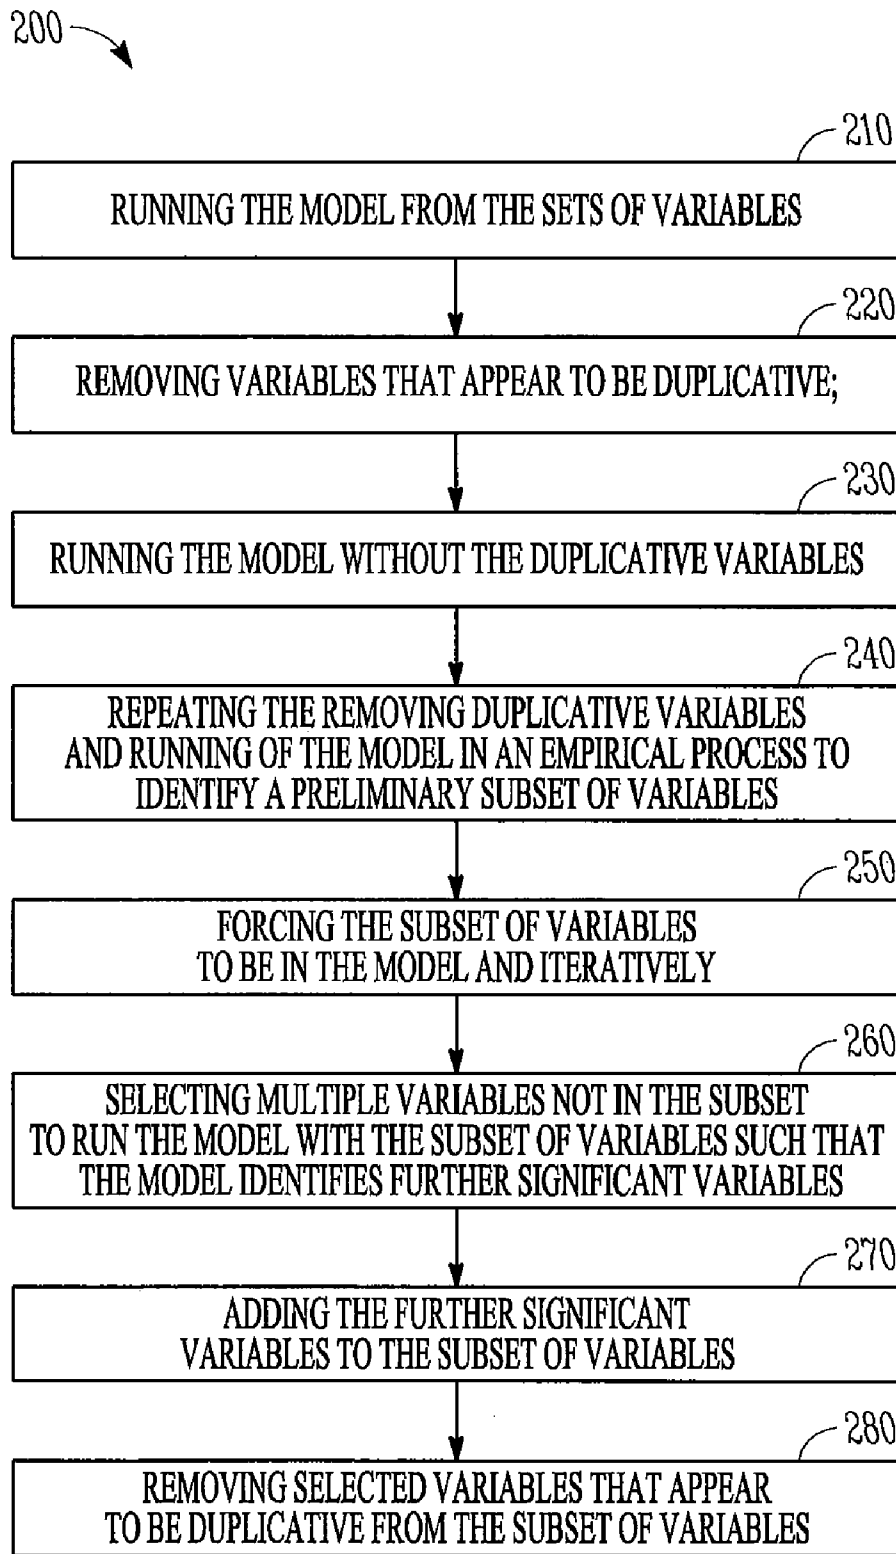 200
210
RUNNING THE MODEL FROM THE SETS OF VARIABLES
220
REMOVING VARIABLES THAT APPEAR TO BE DUPLICATIVE;
230
RUNNING THE MODEL WITHOUT THE DUPLICATIVE VARIABLES
240
REPEATING THE REMOVING DUPLICATIVE VARIABLES
AND RUNNING OF THE MODEL IN AN EMPIRICAL PROCESS TO
IDENTIFY A PRELIMINARY SUBSET OF VARIABLES
250
FORCING THE SUBSET OF VARIABLES
TO BE IN THE MODEL AND ITERATIVELY
260
SELECTING MULTIPLE VARIABLES NOT IN THE SUBSET
TO RUN THE MODEL WITH THE SUBSET OF VARIABLES SUCH THAT
THE MODEL IDENTIFIES FURTHER SIGNIFICANT VARIABLES
270
ADDING THE FURTHER SIGNIFICANT
VARIABLES TO THE SUBSET OF VARIABLES
280
REMOVING SELECTED VARIABLES THAT APPEAR
TO BE DUPLICATIVE FROM THE SUBSET OF VARIABLES